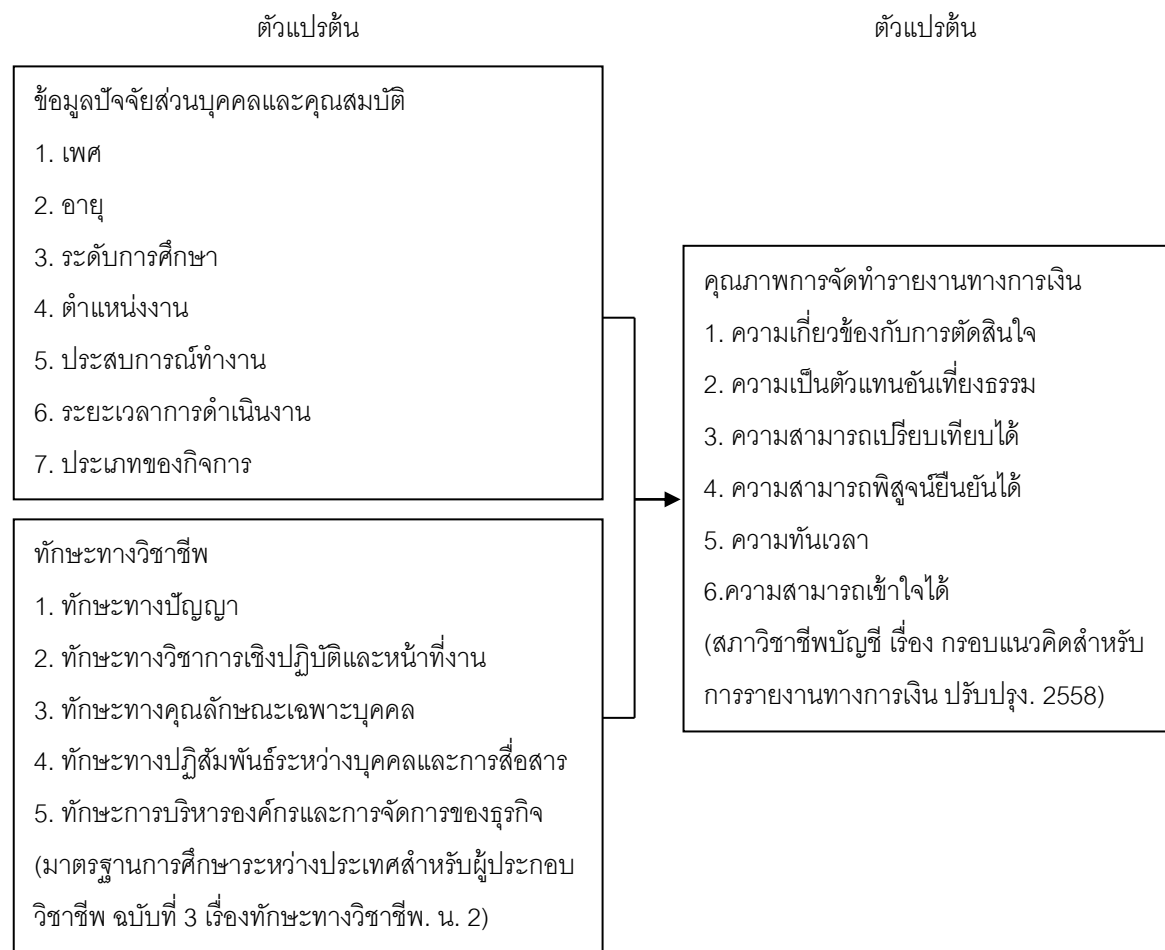 ตัวแปรต้น
ตัวแปรต้น
ข้อมูลปัจจัยส่วนบุคคลและคุณสมบัติ
1. เพศ
2. อายุ
3. ระดับการศึกษา
4. ตำแหน่งงาน
5. ประสบการณ์ทำงาน
6. ระยะเวลาการดำเนินงาน
7. ประเภทของกิจการ
ทักษะทางวิชาชีพ
1. ทักษะทางปัญญา
2. ทักษะทางวิชาการเชิงปฏิบัติและหน้าที่งาน
3. ทักษะทางคุณลักษณะเฉพาะบุคคล
4. ทักษะทางปฏิสัมพันธ์ระหว่างบุคคลและการสื่อสาร
5. ทักษะการบริหารองค์กรและการจัดการของธุรกิจ
(มาตรฐานการศึกษาระหว่างประเทศสำหรับผู้ประกอบ
วิชาชีพ ฉบับที่ 3 เรื่องทักษะทางวิชาชีพ. น. 2)
คุณภาพการจัดทำรายงานทางการเงิน
1. ความเกี่ยวข้องกับการตัดสินใจ
2. ความเป็นตัวแทนอันเที่ยงธรรม
3. ความสามารถเปรียบเทียบได้
4. ความสามารถพิสูจน์ยืนยันได้
5. ความทันเวลา
6.ความสามารถเข้าใจได้
(สภาวิชาชีพบัญชี เรื่อง กรอบแนวคิดสำหรับ
การรายงานทางการเงิน ปรับปรุง. 2558)